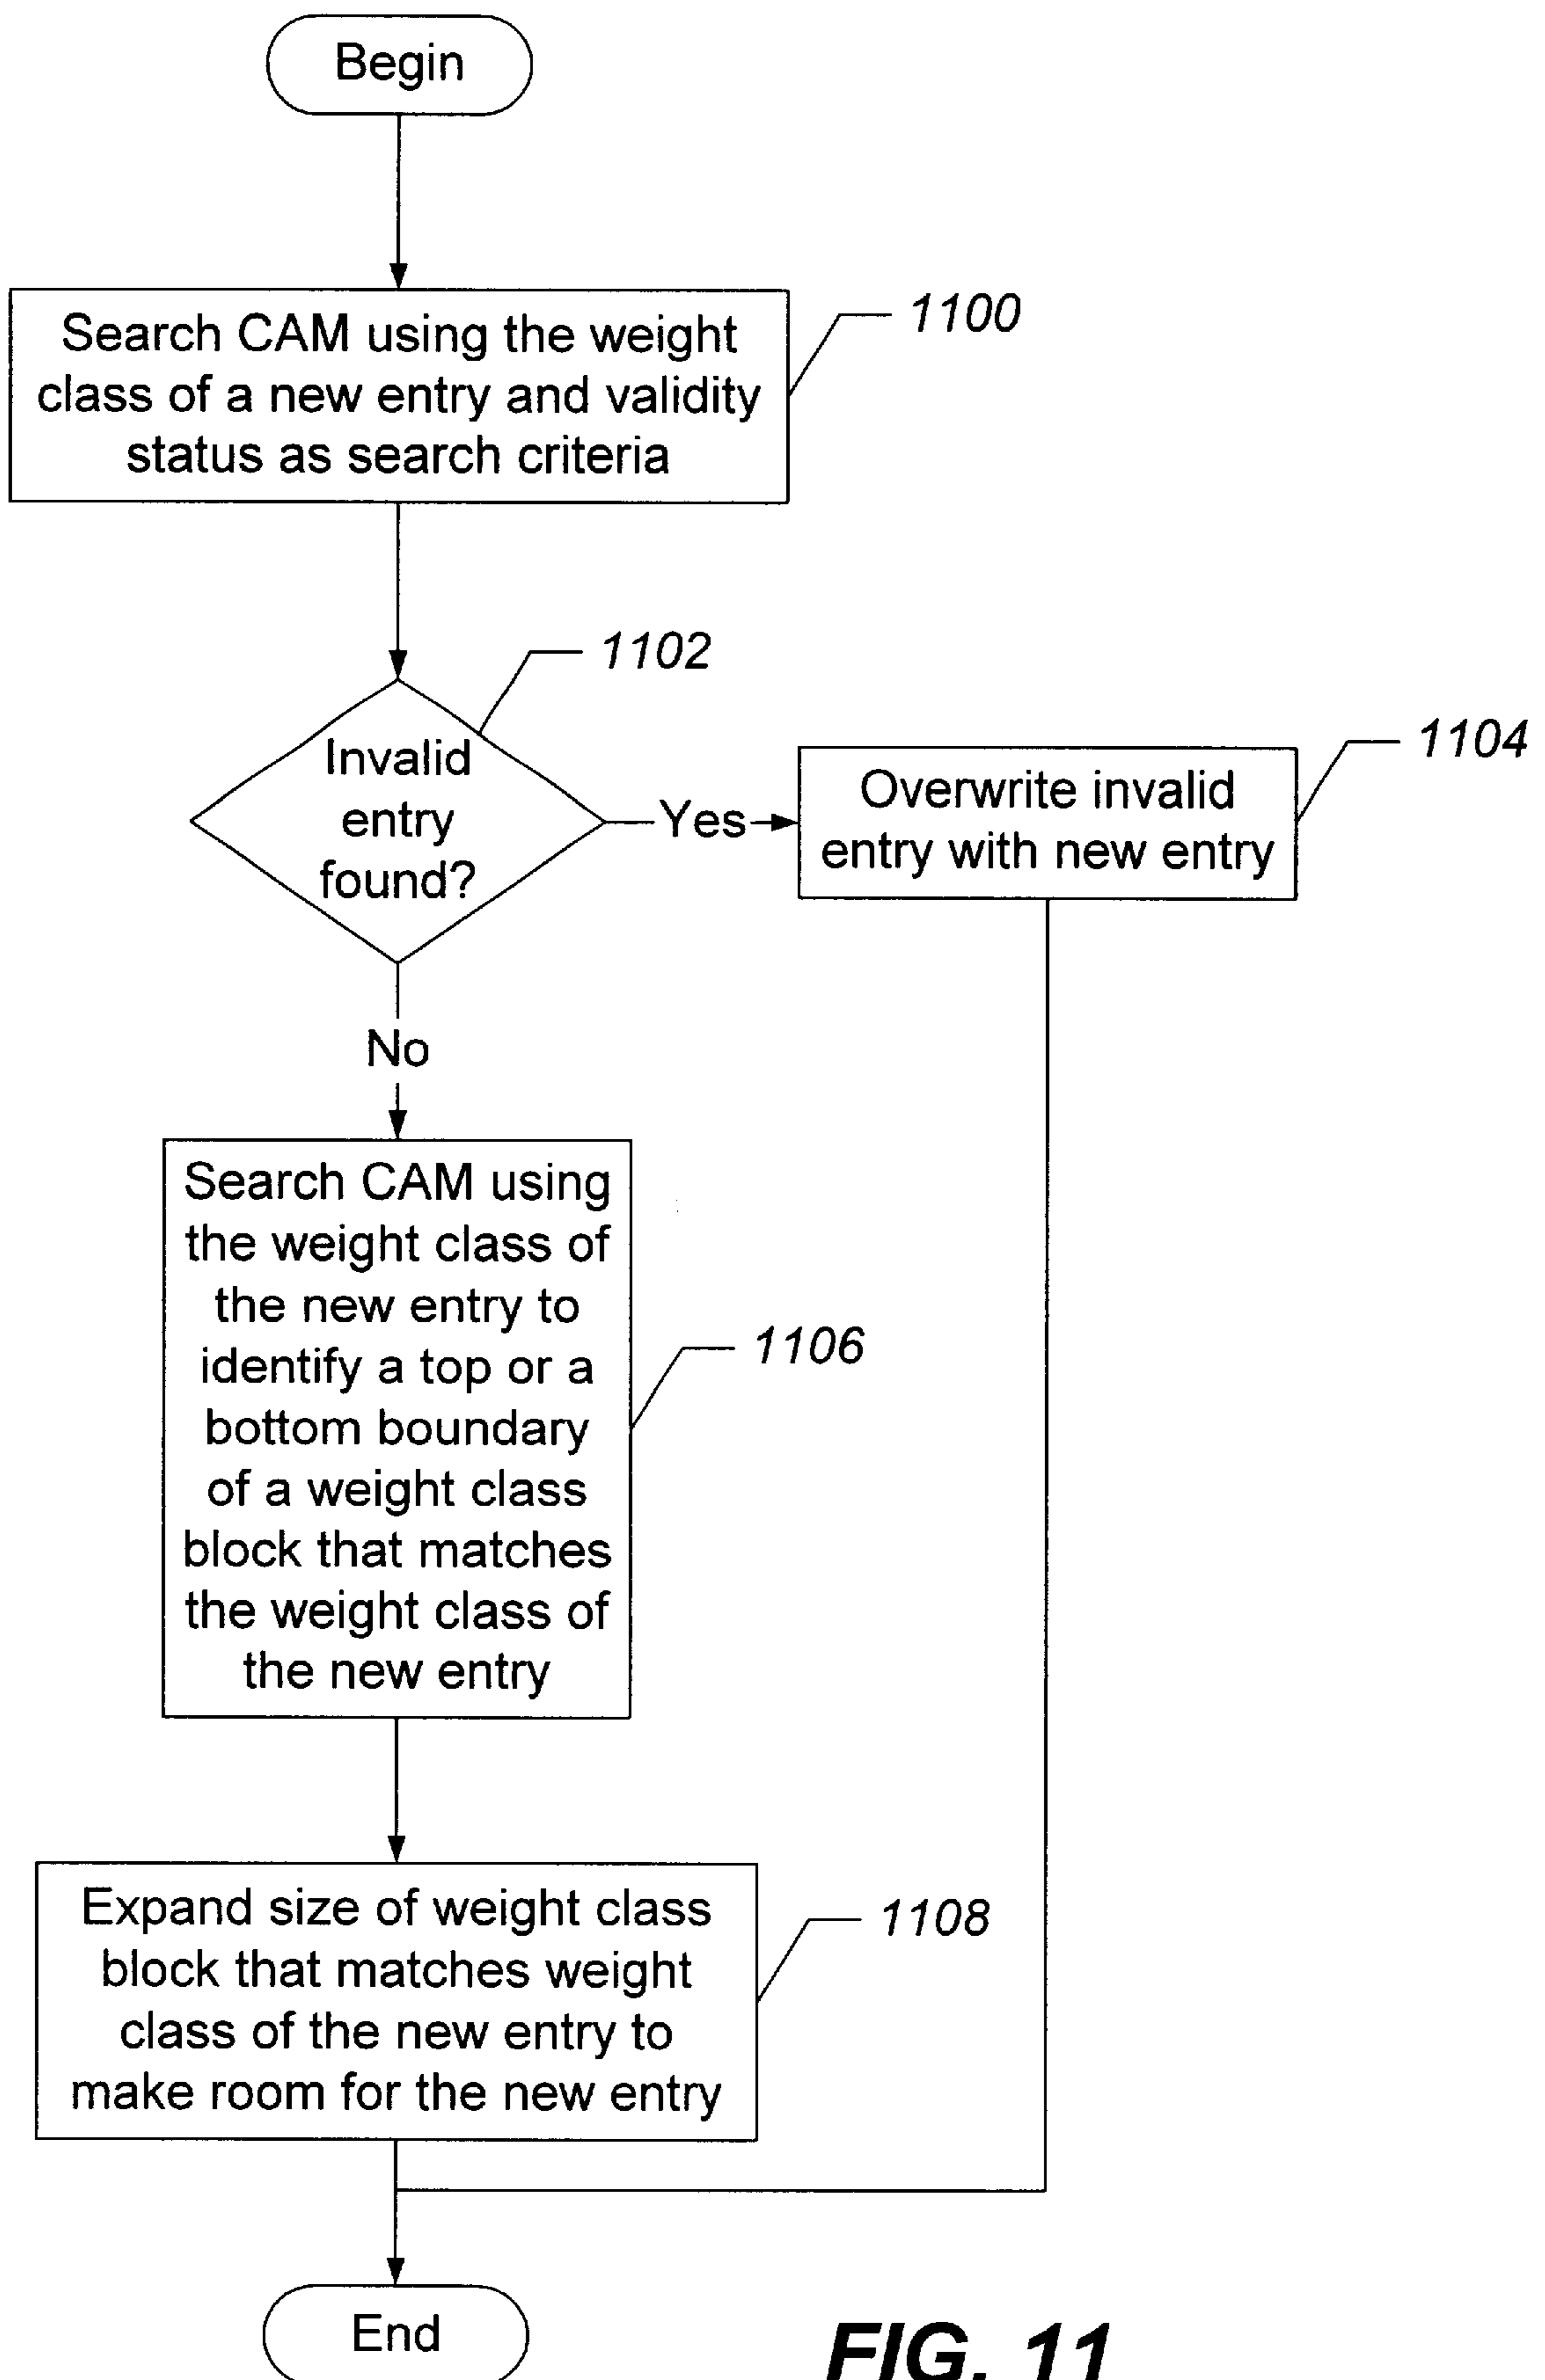 Begin
Search CAM using the weight
class of a new entry and validity
status as search criteria
1100
Invalid
entry
found?
1102
Yes
Overwrite invalid
entry with new entry
1104
No
Search CAM using
the weight class of
the new entry to
identify a top or a
bottom boundary
of a weight class
block that matches
the weight class of
the new entry
1106
Expand size of weight class
block that matches weight
class of the new entry to
make room for the new entry
1108
End
FIG. 11